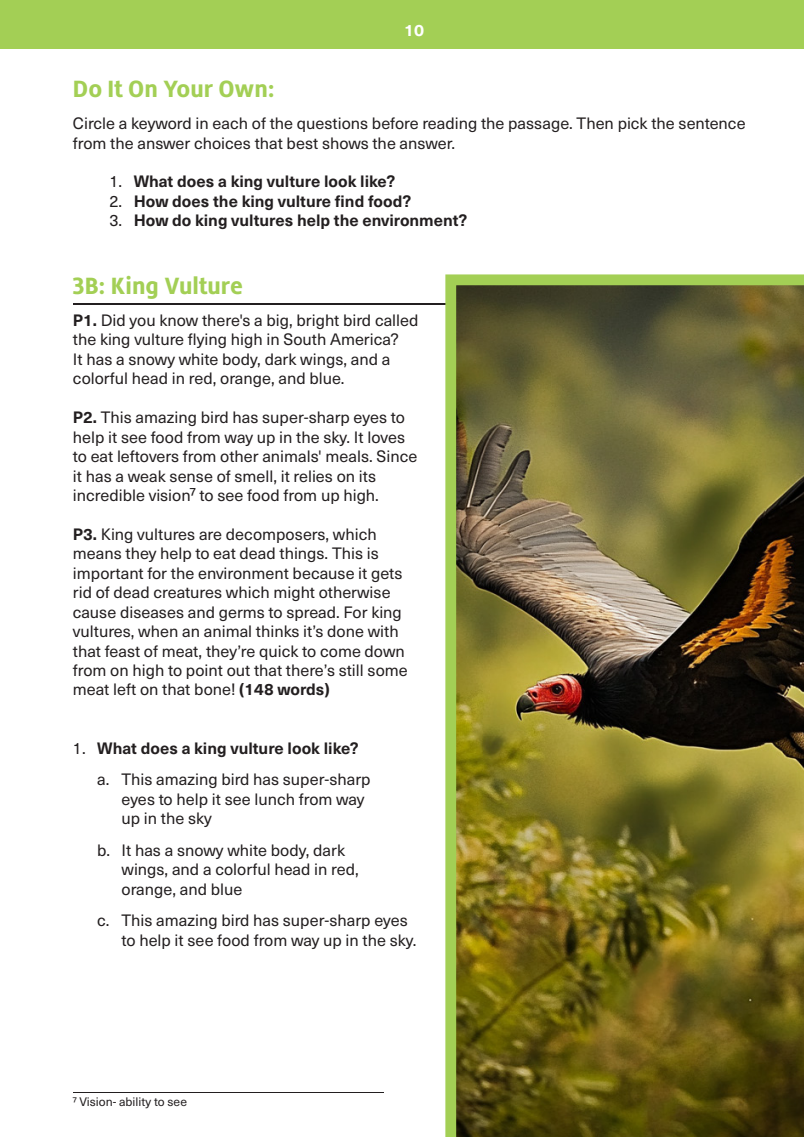 10
Do It On Your Own:
Circle a keyword in each of the questions before reading the passage. Then pick the sentence
from the answer choices that best shows the answer.
1. What does a king vulture look like?
2. How does the king vulture find food?
3. How do king vultures help the environment?
3B: King Vulture
P1. Did you know there's a big, bright bird called
the king vulture flying high in South America?
It has a snowy white body, dark wings, and a
colorful head in red, orange, and blue.
P2. This amazing bird has super-sharp eyes to
help it see food from way up in the sky. It loves
to eat leftovers from other animals' meals. Since
it has a weak sense of smell, it relies on its
incredible vision⁷ to see food from up high.
P3. King vultures are decomposers, which
means they help to eat dead things. This is
important for the environment because it gets
rid of dead creatures which might otherwise
cause diseases and germs to spread. For king
vultures, when an animal thinks it’s done with
that feast of meat, they’re quick to come down
from on high to point out that there’s still some
meat left on that bone! (148 words)
1. What does a king vulture look like?
a. This amazing bird has super-sharp
eyes to help it see lunch from way
up in the sky
b. It has a snowy white body, dark
wings, and a colorful head in red,
orange, and blue
c. This amazing bird has super-sharp eyes
to help it see food from way up in the sky.
⁷ Vision- ability to see